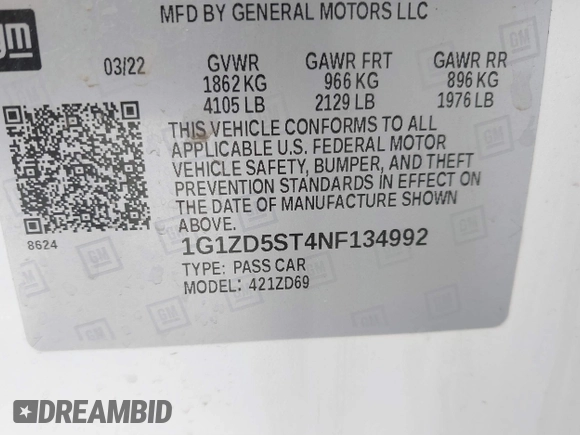 MFD BY GENERAL MOTORS LLC
gm
03/22 GVWR GAWR FRT GAWR RR
1862 KG 966 KG 896 KG
4105 LB 2129 LB 1976 LB
THIS VEHICLE CONFORMS TO ALL
APPLICABLE U.S. FEDERAL MOTOR
VEHICLE SAFETY, BUMPER, AND THEFT
PREVENTION STANDARDS IN EFFECT ON
THE DATE OF MANUFACTURE SHOWN
ABOVE.
8624
1G1ZD5ST4NF134992
TYPE: PASS CAR
MODEL: 421ZD69
DREAMBID